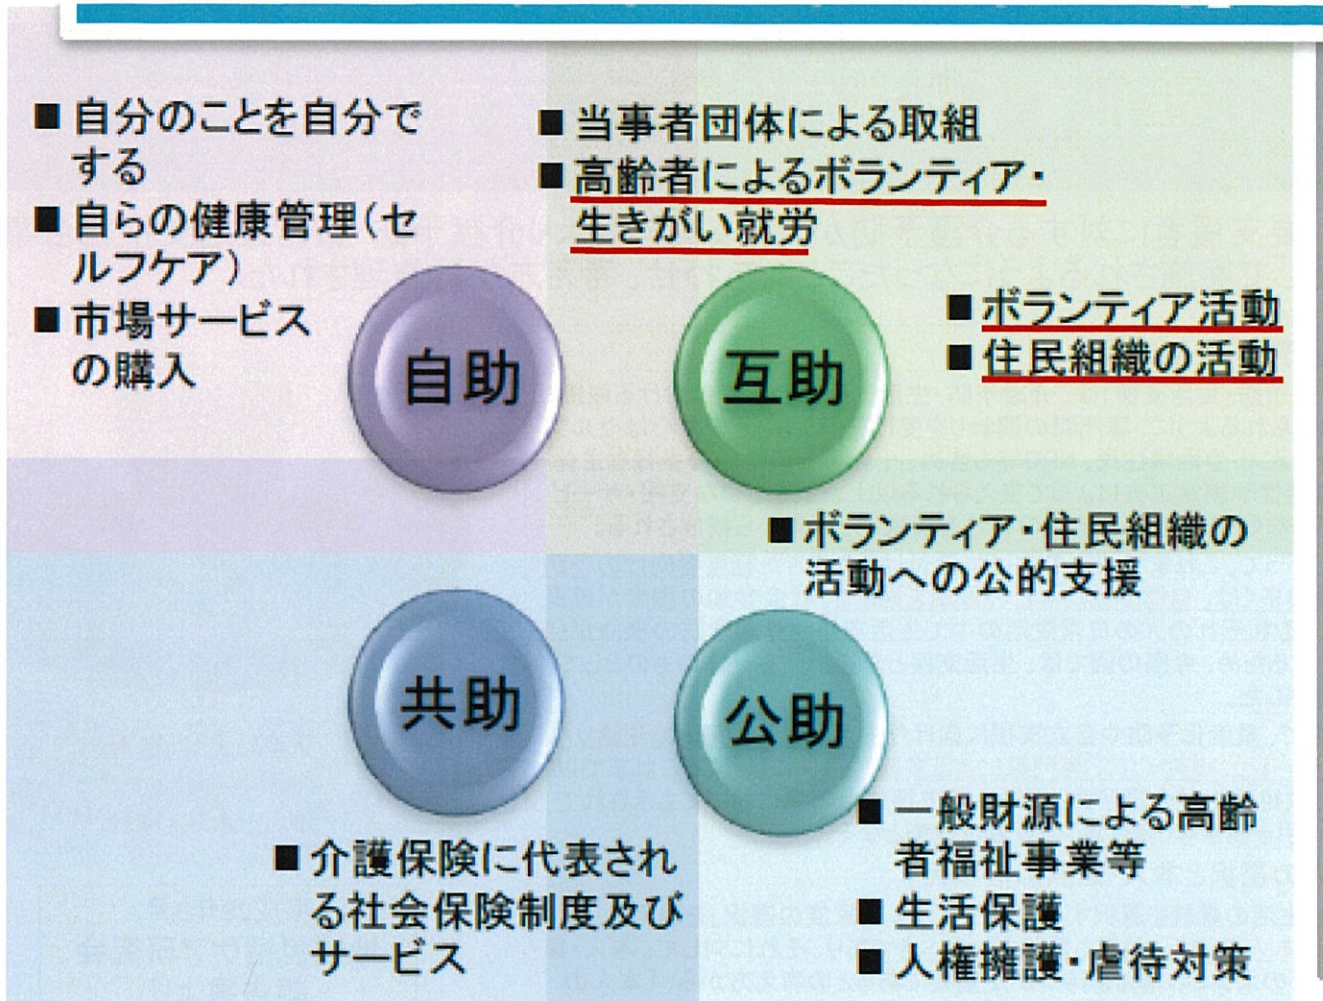 ■ 自分のことを自分で
する
■ 自らの健康管理(セ
ルフケア)
■ 市場サービス
の購入
■ 当事者団体による取組
■ 高齢者によるボランティア・
生きがい就労
■ ボランティア活動
■ 住民組織の活動
自助
互助
■ ボランティア・住民組織の
活動への公的支援
共助
公助
■ 介護保険に代表され
る社会保険制度及び
サービス
■ 一般財源による高齢
者福祉事業等
■ 生活保護
■ 人権擁護・虐待対策